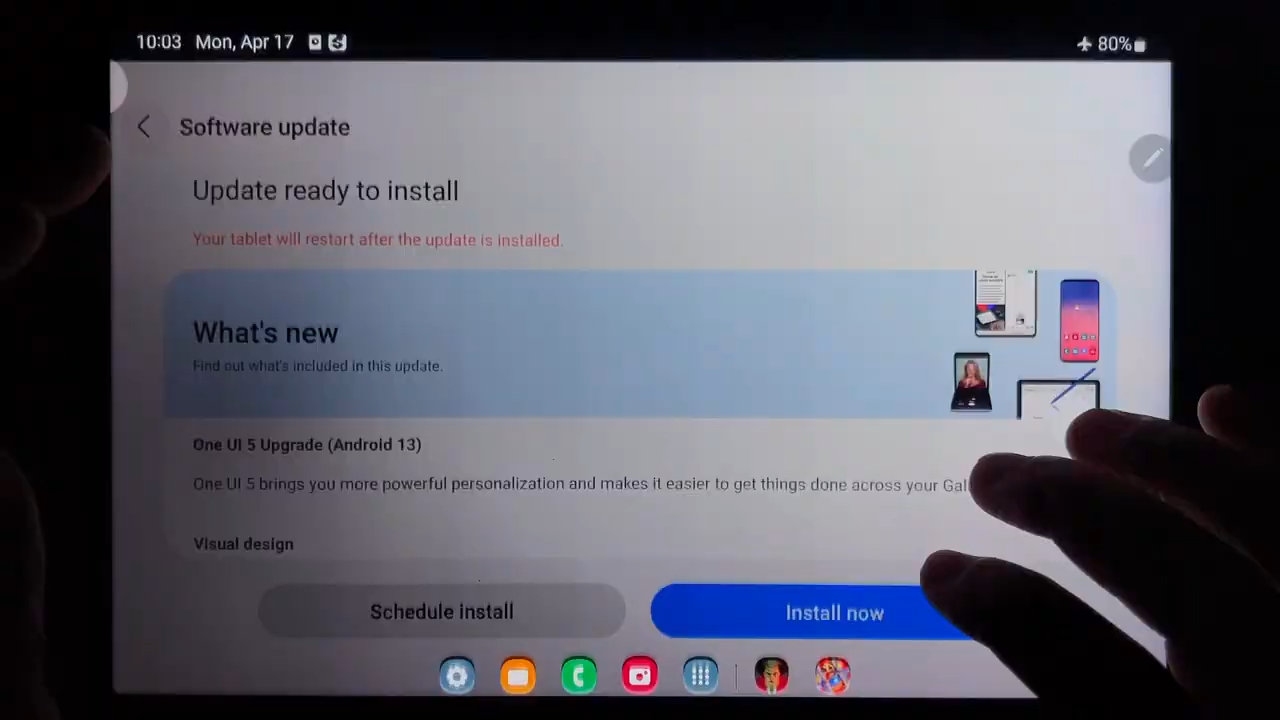 10:03 Mon, Apr 17 80%
Software update
Update ready to install
Your tablet will restart after the update is installed.
What's new
Find out what's included in this update.
One UI 5 Upgrade (Android 13)
One UI 5 brings you more powerful personalization and makes it easier to get things done across your Gal
Visual design
Schedule install Install now